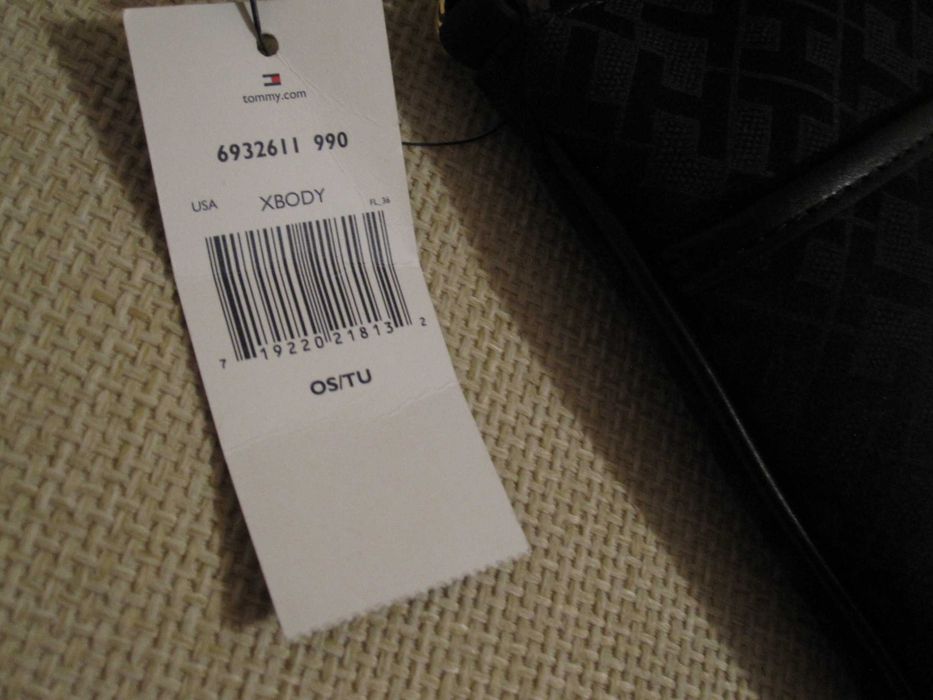 tommy.com
6932611 990
USA XBODY FL_36
7 19220 21813 2
OS/TU